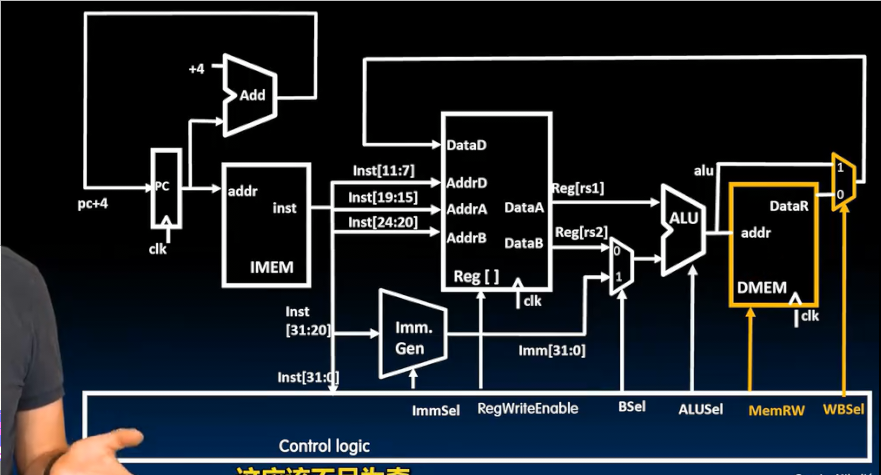 +4
Add
DataD
Inst[11:7]
alu
1
PC
addr
AddrD
Reg[rs1]
0
Inst[19:15]
DataR
pc+4
inst
AddrA
DataA
ALU
Inst[24:20]
Reg[rs2]
addr
clk
AddrB
DataB
0
IMEM
Reg [ ]
1
DMEM
clk
clk
Inst
[31:20]
Imm.
Gen
Imm[31:0]
Inst[31:0]
ImmSel
RegWriteEnable
BSel
ALUSel
MemRW
WBSel
Control logic